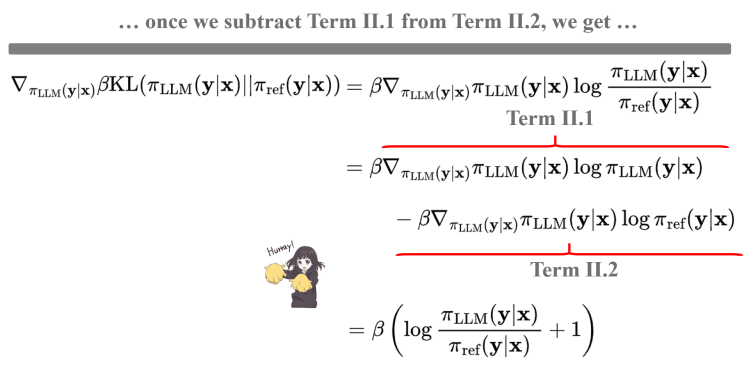 … once we subtract Term II.1 from Term II.2, we get …
∇_{π_LLM(y|x)} βKL(π_LLM(y|x)||π_ref(y|x)) = β∇_{π_LLM(y|x)} π_LLM(y|x) log π_LLM(y|x) / π_ref(y|x)
Term II.1
= β∇_{π_LLM(y|x)} π_LLM(y|x) log π_LLM(y|x)
− β∇_{π_LLM(y|x)} π_LLM(y|x) log π_ref(y|x)
Hurray!
Term II.2
= β ( log π_LLM(y|x) / π_ref(y|x) + 1 )